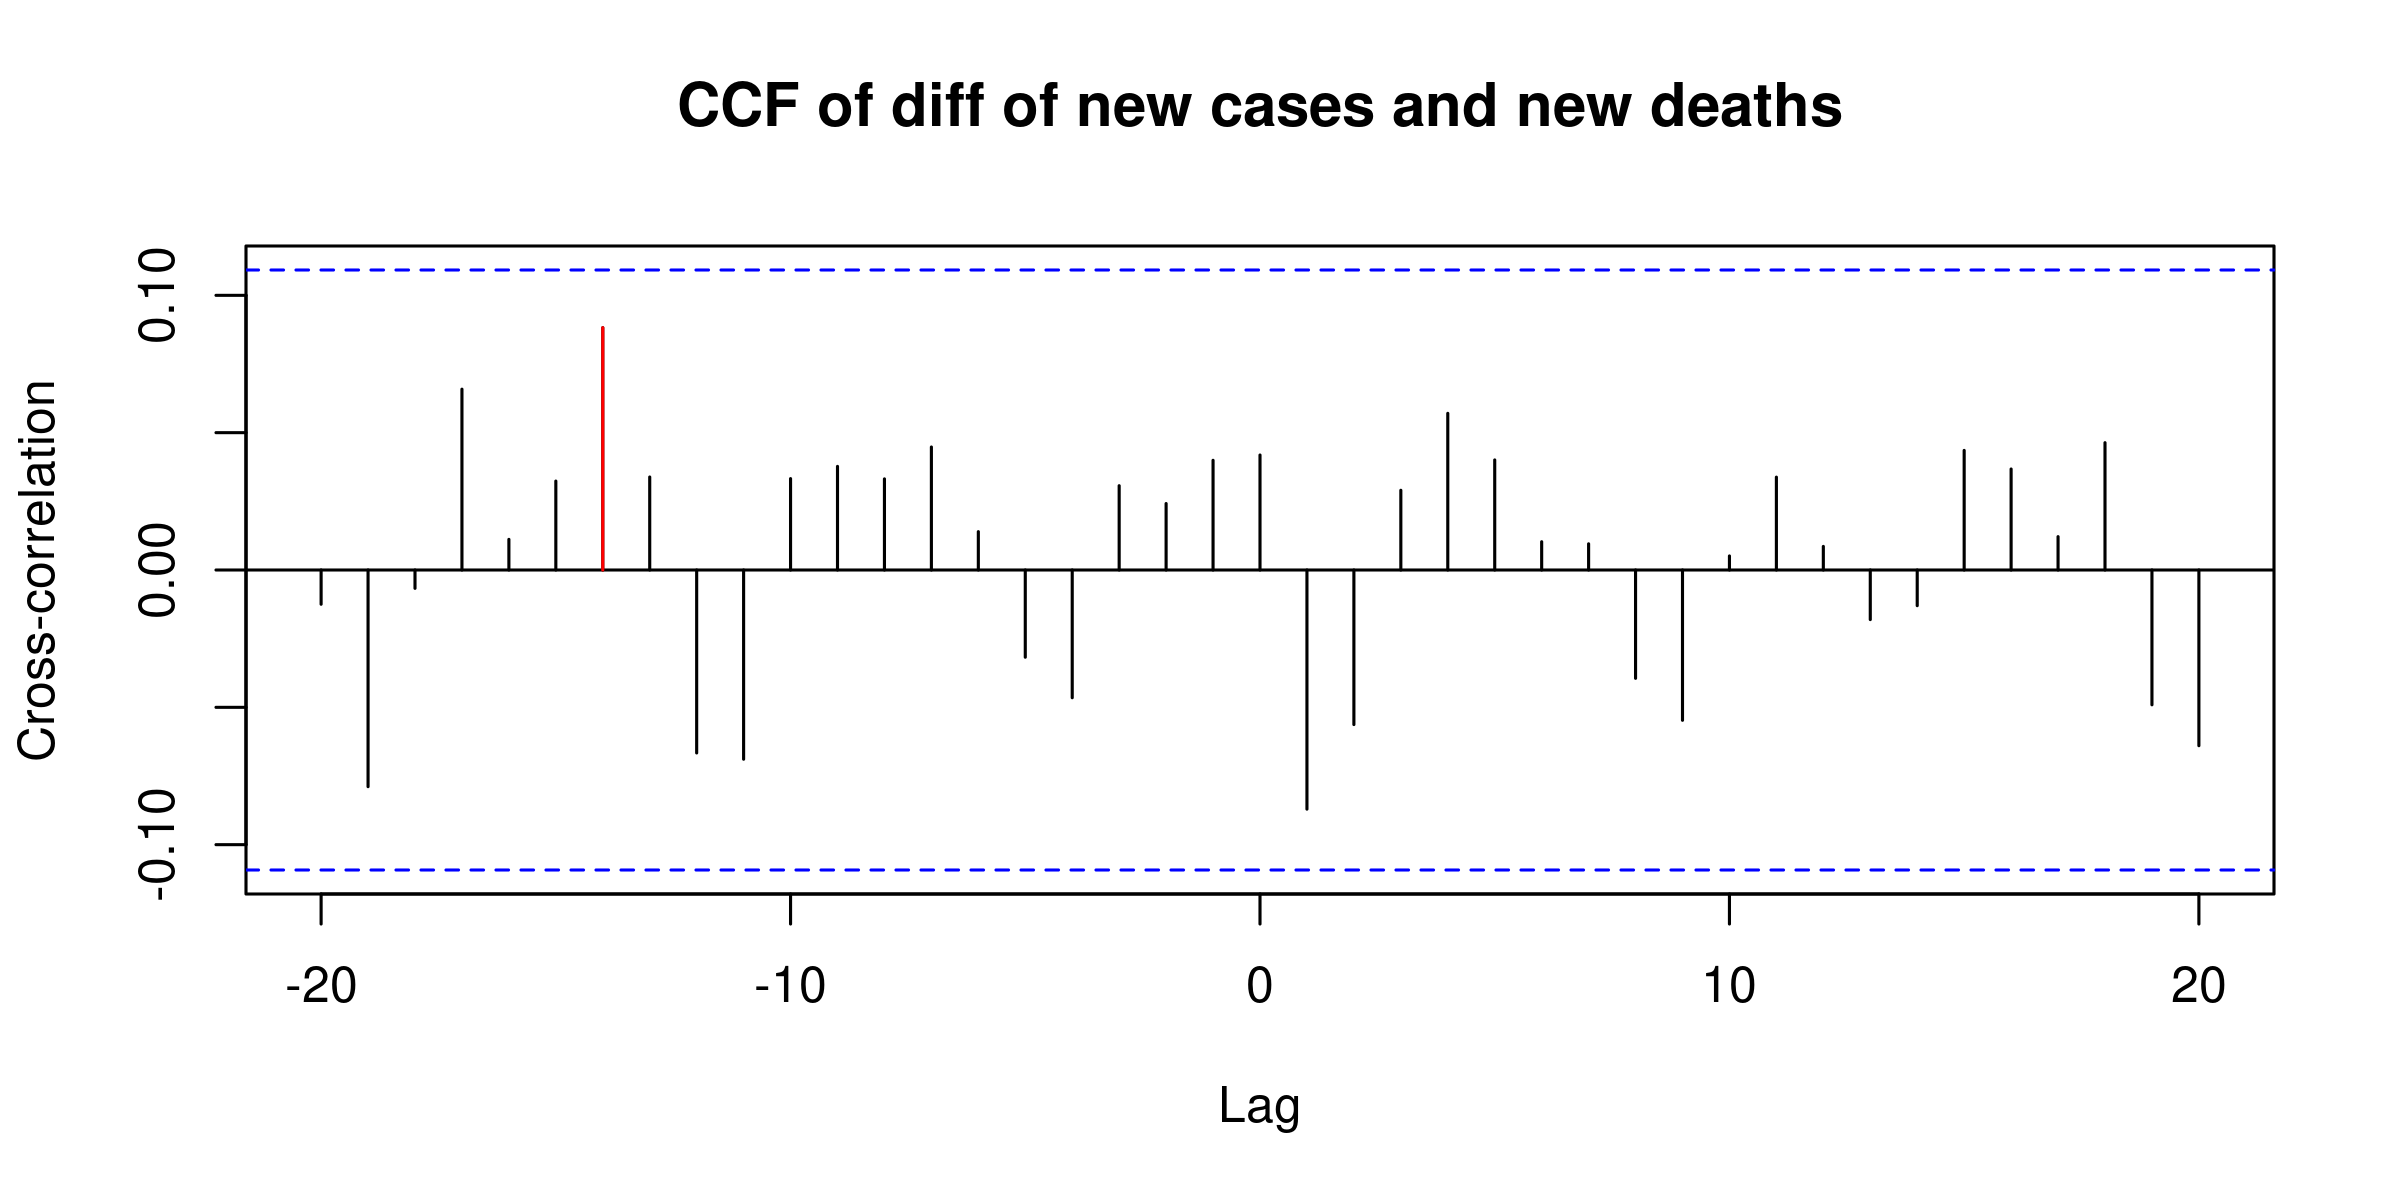 CCF of diff of new cases and new deaths
Cross-correlation
0.10
0.00
-0.10
-20 -10 0 10 20
Lag